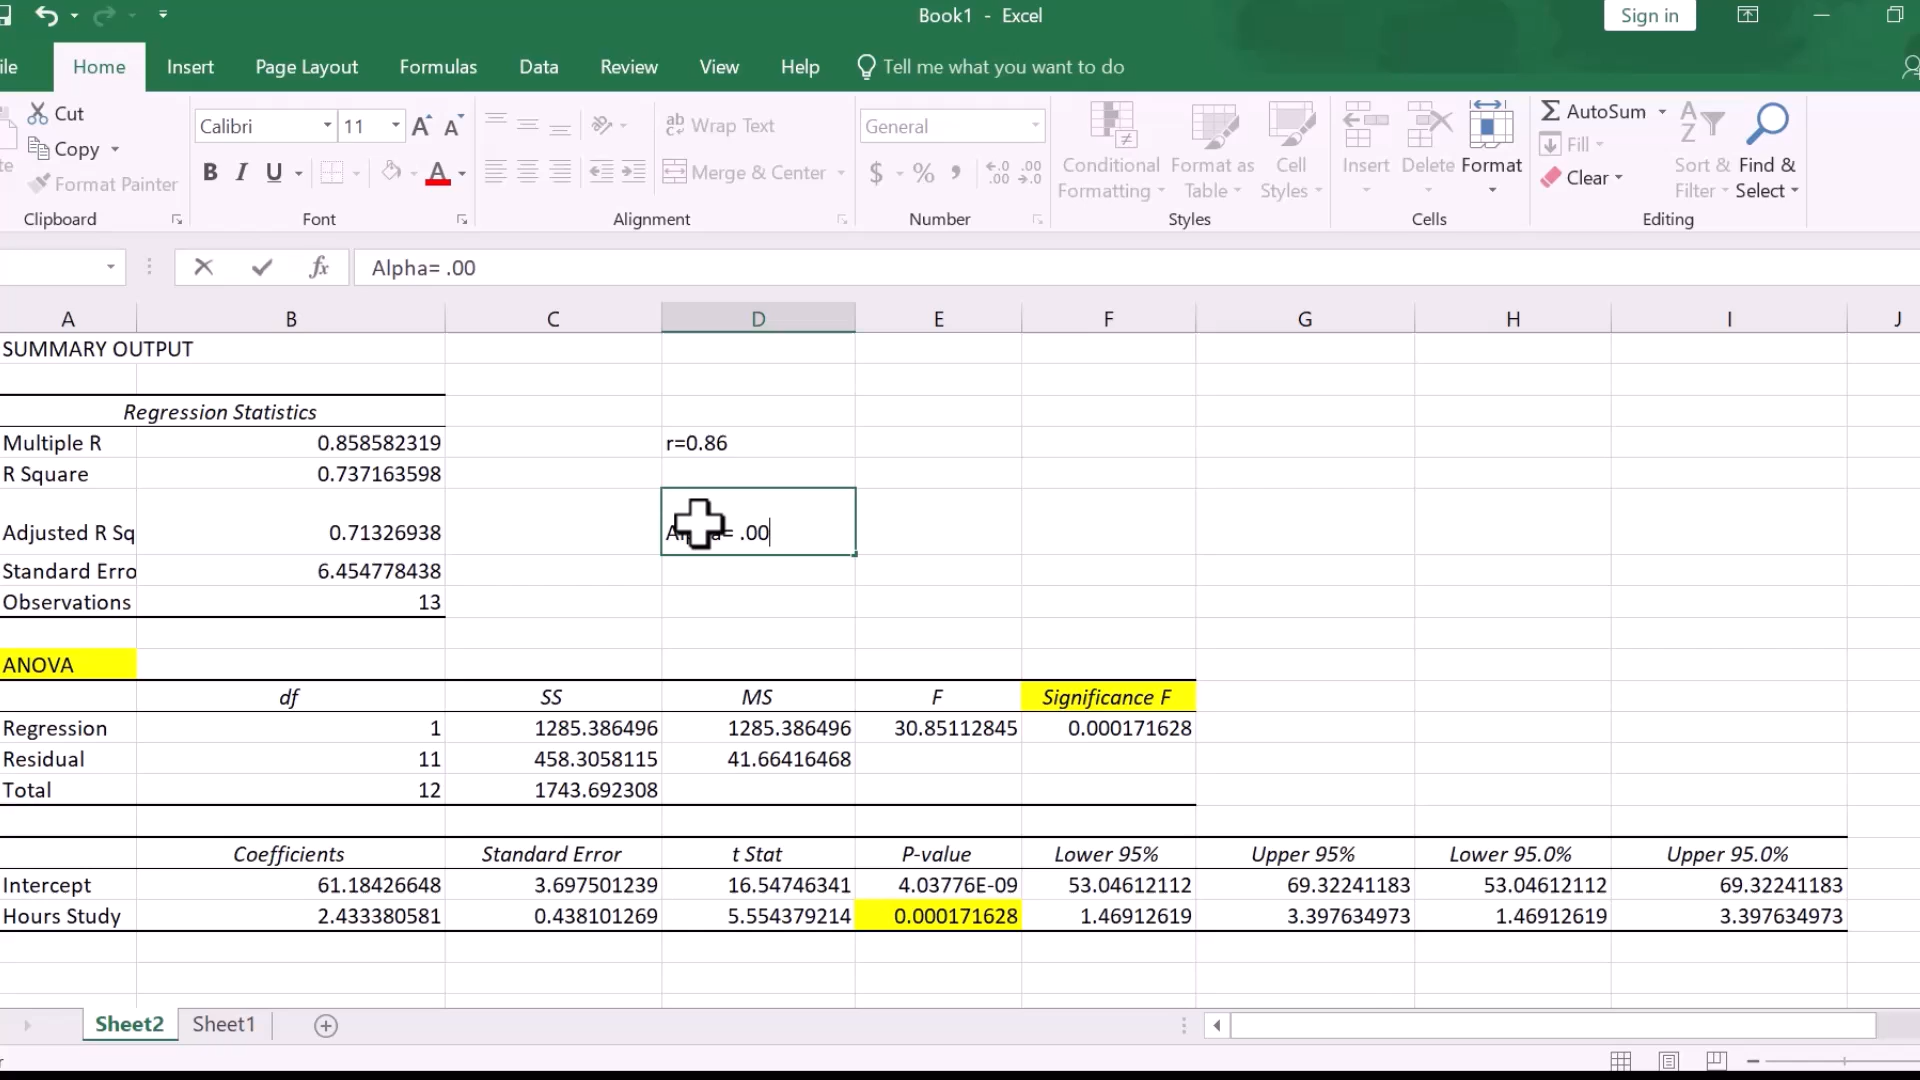 Book1 - Excel
Sign in
ile Home Insert Page Layout Formulas Data Review View Help Tell me what you want to do
Cut
Copy
Format Painter
Clipboard
Calibri 11
B I U
Font
Wrap Text
Merge & Center
Alignment
General
$ % ,
Number
Conditional Formatting
Format as Table
Cell Styles
Styles
Insert Delete Format
Cells
AutoSum
Fill
Clear
Sort & Filter
Find & Select
Editing
fx Alpha= .00
A B C D E F G H I J
SUMMARY OUTPUT
Regression Statistics
Multiple R 0.858582319 r=0.86
R Square 0.737163598
Adjusted R Sq 0.71326938 Alpha= .00
Standard Erro 6.454778438
Observations 13
ANOVA
df SS MS F Significance F
Regression 1 1285.386496 1285.386496 30.85112845 0.000171628
Residual 11 458.3058115 41.66416468
Total 12 1743.692308
Coefficients Standard Error t Stat P-value Lower 95% Upper 95% Lower 95.0% Upper 95.0%
Intercept 61.18426648 3.697501239 16.54746341 4.03776E-09 53.04612112 69.32241183 53.04612112 69.32241183
Hours Study 2.433380581 0.438101269 5.554379214 0.000171628 1.46912619 3.397634973 1.46912619 3.397634973
Sheet2 Sheet1